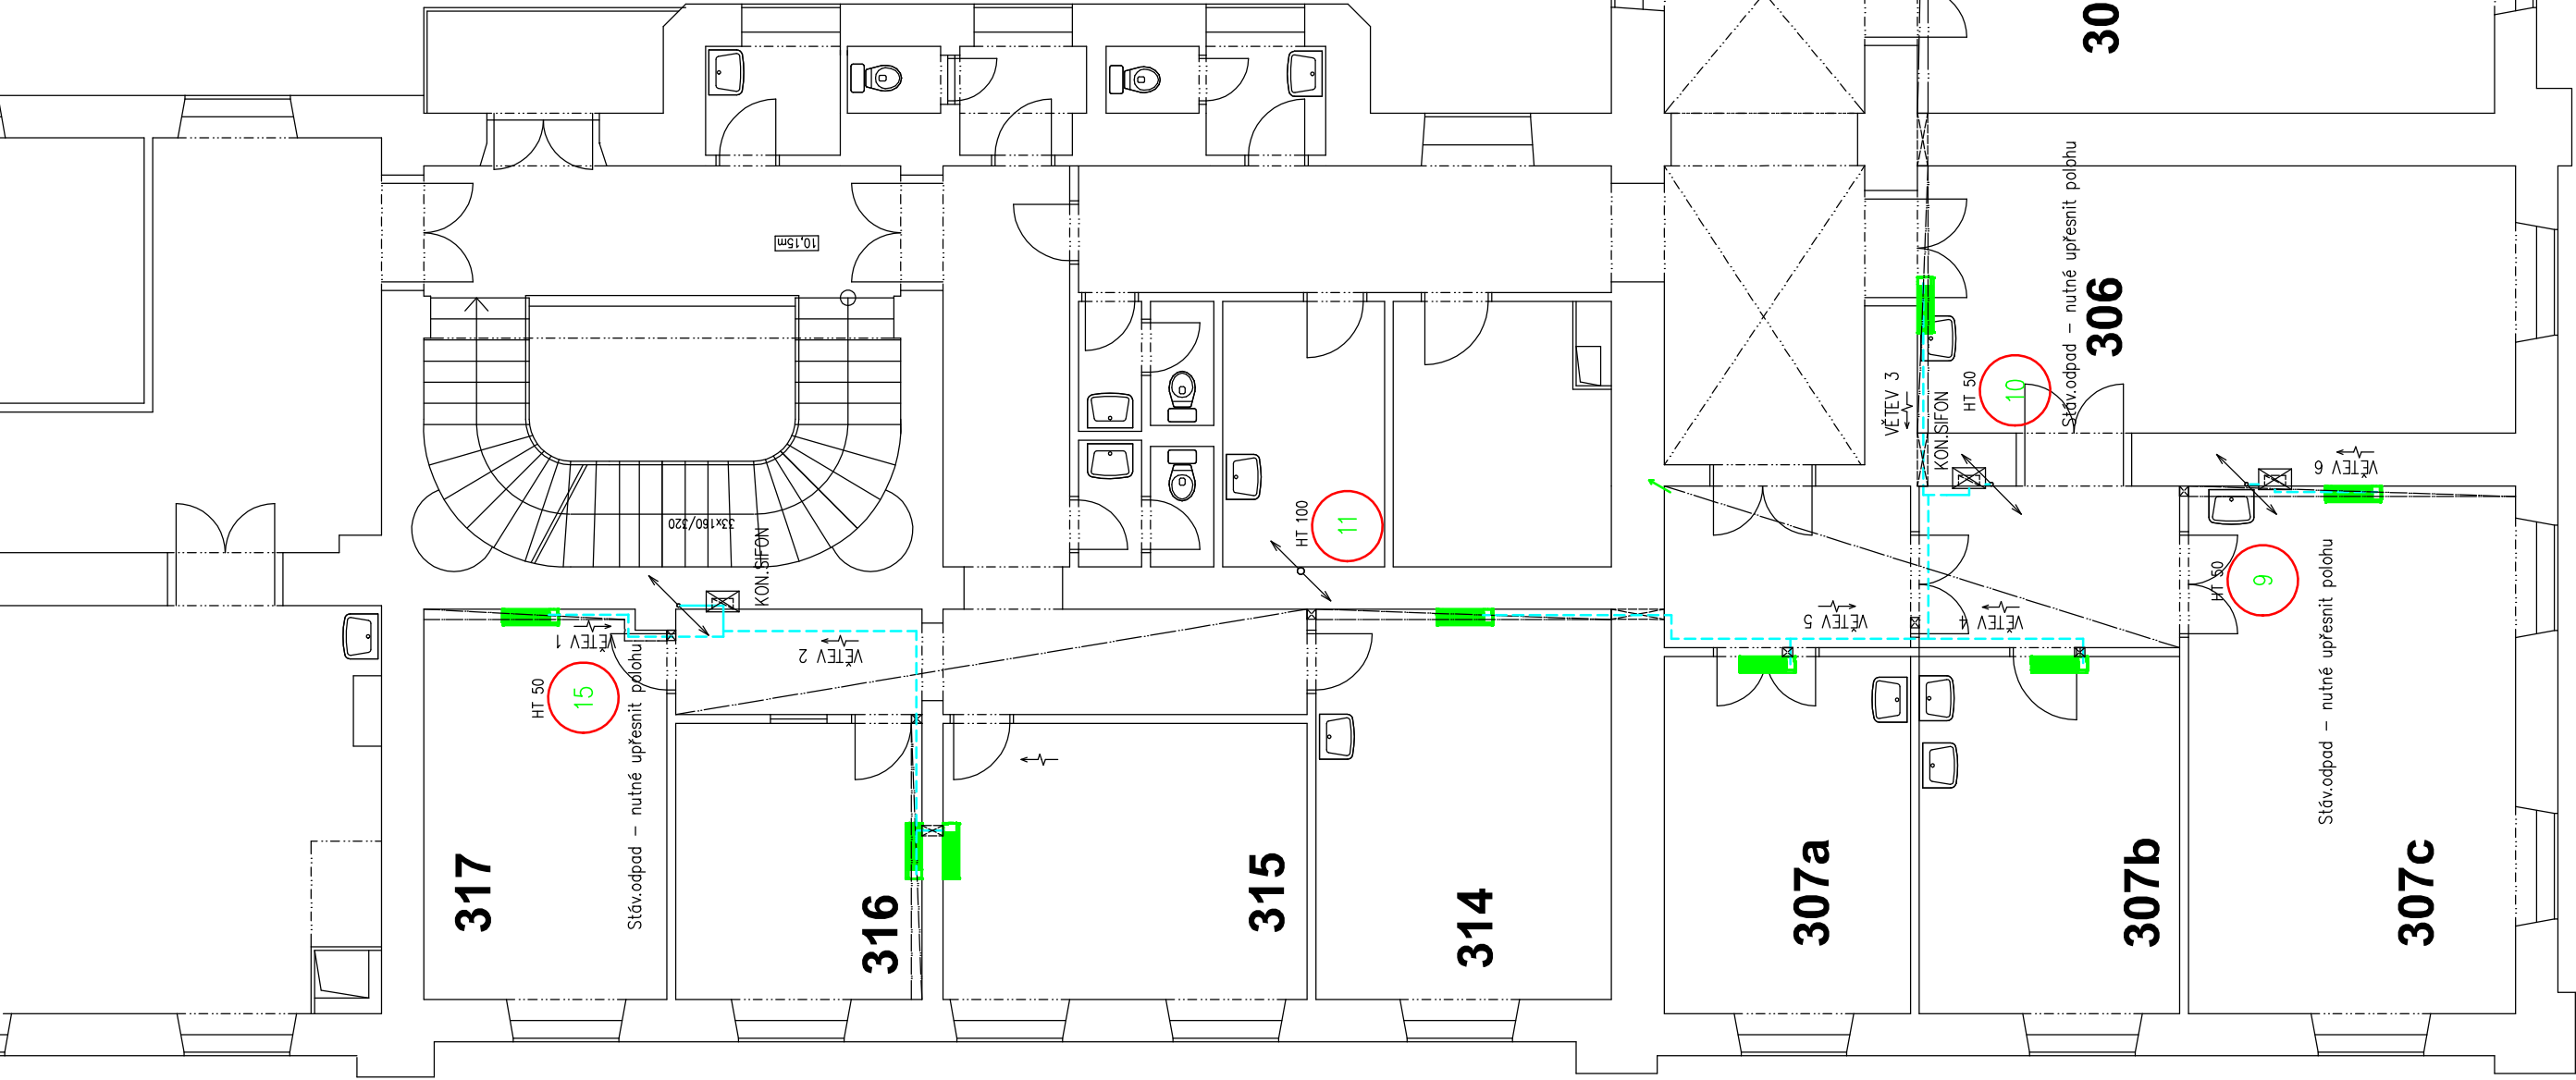 30
10,15m
33x160/320
KON.SIFON
VĚTEV 1
VĚTEV 2
HT 50
15
Stáv.odpad – nutné upřesnit polohu
317
316
315
314
HT 100
11
VĚTEV 3
KON.SIFON
HT 50
10
Stáv.odpad – nutné upřesnit polohu
306
VĚTEV 6
VĚTEV 5
VĚTEV 4
HT 50
9
Stáv.odpad – nutné upřesnit polohu
307a
307b
307c